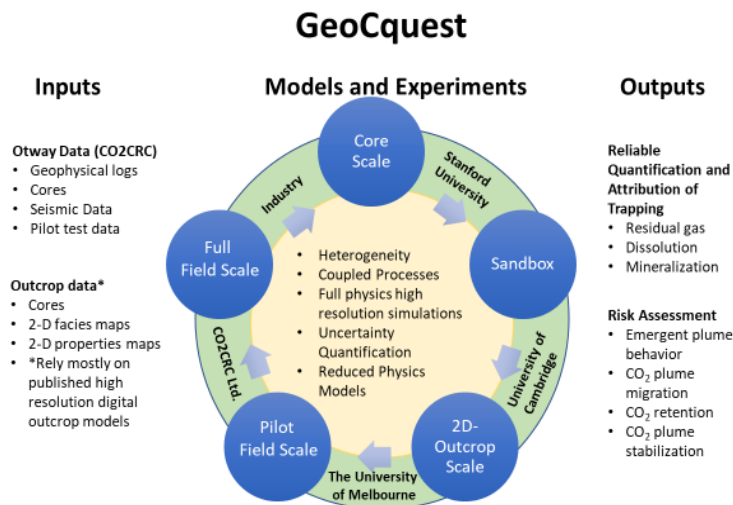 GeoCquest
Inputs
Models and Experiments
Outputs
Otway Data (CO2CRC)
• Geophysical logs
• Cores
• Seismic Data
• Pilot test data
Outcrop data*
• Cores
• 2-D facies maps
• 2-D properties maps
• *Rely mostly on
published high
resolution digital
outcrop models
Core
Scale
Stanford
University
Sandbox
University of
Cambridge
2D-
Outcrop
Scale
The University
of Melbourne
Pilot
Field Scale
CO2CRC Ltd.
Full
Field Scale
Industry
• Heterogeneity
• Coupled Processes
• Full physics high
resolution simulations
• Uncertainty
Quantification
• Reduced Physics
Models
Reliable
Quantification and
Attribution of
Trapping
• Residual gas
• Dissolution
• Mineralization
Risk Assessment
• Emergent plume
behavior
• CO₂ plume
migration
• CO₂ retention
• CO₂ plume
stabilization